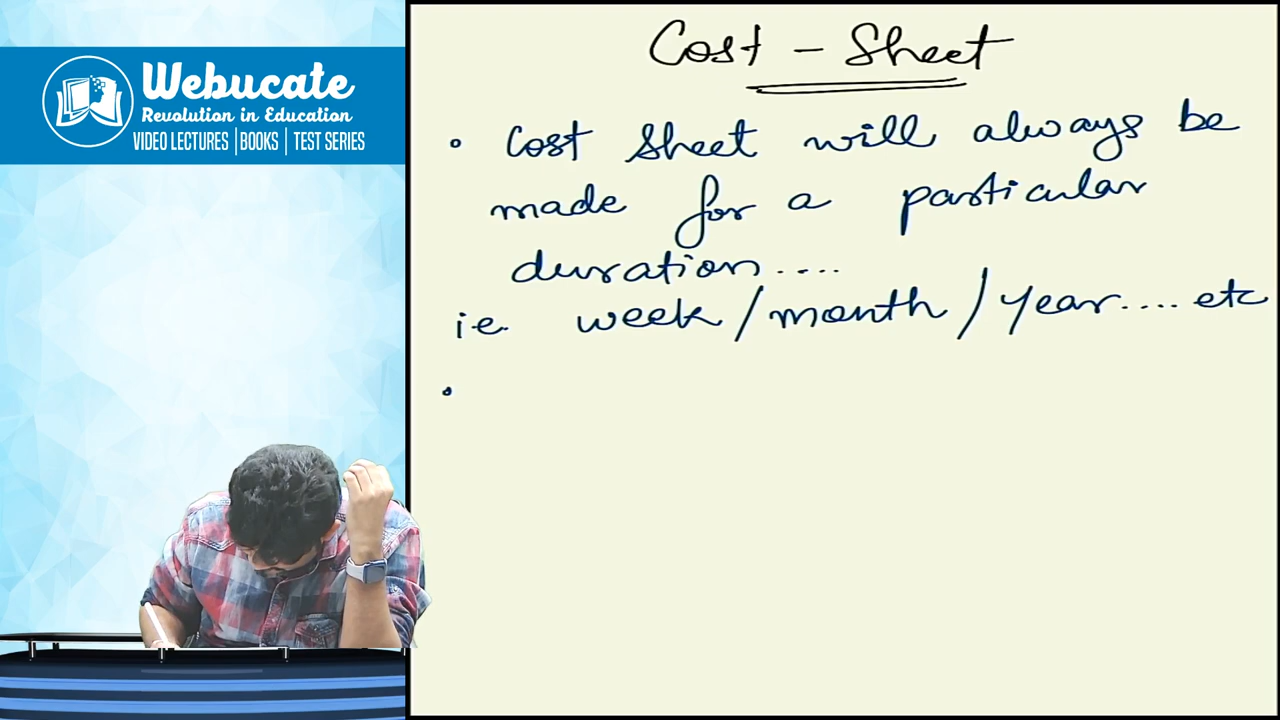 Webucate
Revolution in Education
VIDEO LECTURES | BOOKS | TEST SERIES
Cost - Sheet
• Cost sheet will always be
made for a particular
duration....
i.e. week/month/year.... etc
•